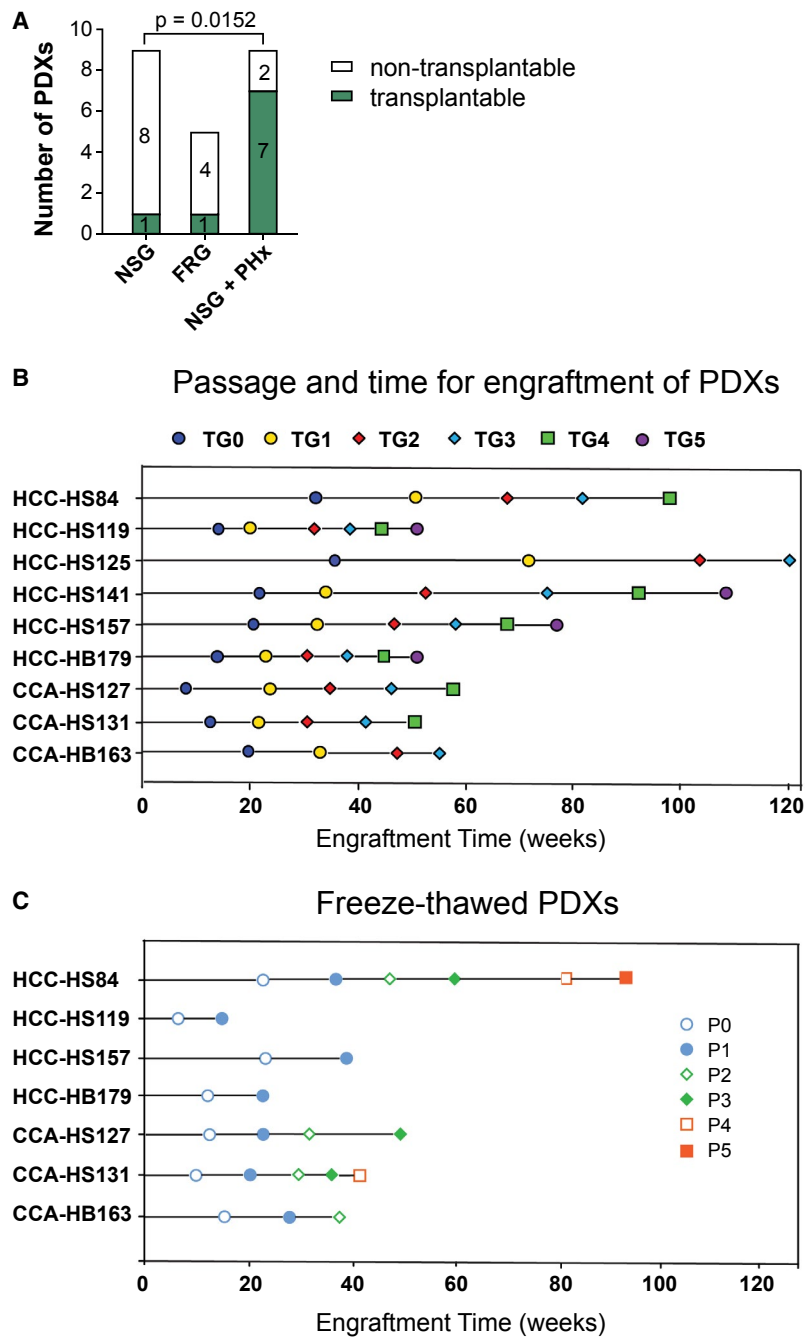 A
p = 0.0152
Number of PDXs
10
8
6
4
2
0
8
1
4
1
2
7
non-transplantable
transplantable
NSG
FRG
NSG + PHx
B
Passage and time for engraftment of PDXs
TG0 TG1 TG2 TG3 TG4 TG5
HCC-HS84
HCC-HS119
HCC-HS125
HCC-HS141
HCC-HS157
HCC-HB179
CCA-HS127
CCA-HS131
CCA-HB163
0 20 40 60 80 100 120
Engraftment Time (weeks)
C
Freeze-thawed PDXs
HCC-HS84
HCC-HS119
HCC-HS157
HCC-HB179
CCA-HS127
CCA-HS131
CCA-HB163
P0
P1
P2
P3
P4
P5
0 20 40 60 80 100 120
Engraftment Time (weeks)